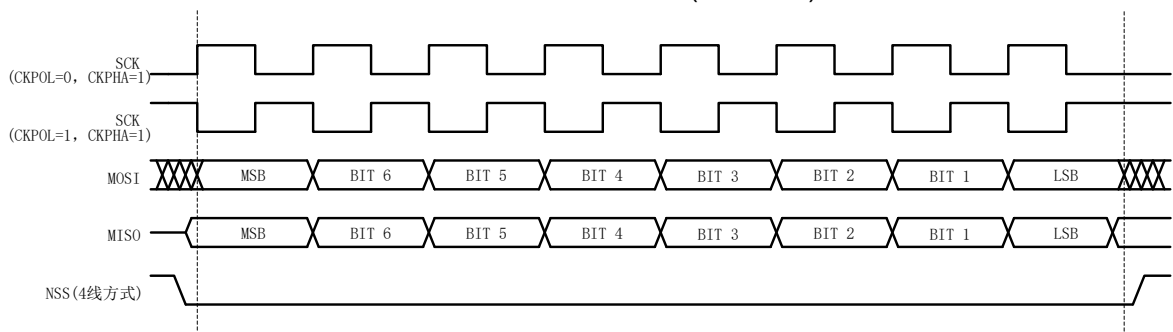 SCK
(CKPOL=0, CKPHA=1)
SCK
(CKPOL=1, CKPHA=1)
MOSI MSB BIT 6 BIT 5 BIT 4 BIT 3 BIT 2 BIT 1 LSB
MISO MSB BIT 6 BIT 5 BIT 4 BIT 3 BIT 2 BIT 1 LSB
NSS(4线方式)